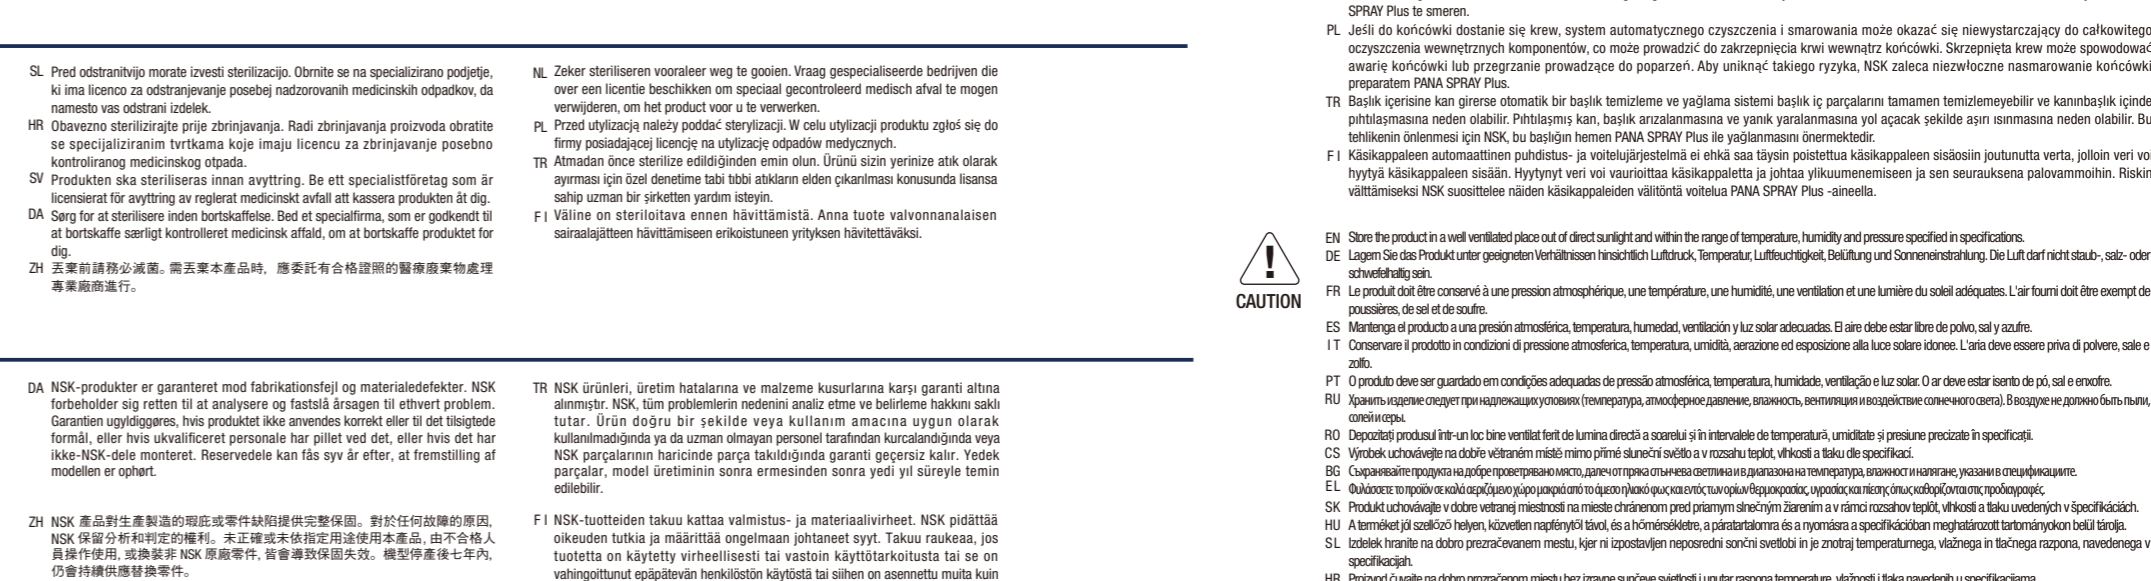 SL Pred odstranitvijo morate izvesti sterilizacijo. Obrnite se na specializirano podjetje,
ki ima licenco za odstranjevanje posebej nadzorovanih medicinskih odpadkov, da
namesto vas odstrani izdelek.
HR Obavezno sterilizirajte prije zbrinjavanja. Radi zbrinjavanja proizvoda obratite
se specijaliziranim tvrtkama koje imaju licencu za zbrinjavanje posebno
kontroliranog medicinskog otpada.
SV Produkten ska steriliseras innan avyttring. Be ett specialistföretag som är
licensierat för avyttring av reglerat medicinskt avfall att kassera produkten åt dig.
DA Sørg for at sterilisere inden bortskaffelse. Bed et specialfirma, som er godkendt til
at bortskaffe særligt kontrolleret medicinsk affald, om at bortskaffe produktet for
dig.
ZH 丟棄前請務必滅菌。需丟棄本產品時，應委託有合格證照的醫療廢棄物處理
專業廠商進行。
NL Zeker steriliseren vooraleer weg te gooien. Vraag gespecialiseerde bedrijven die
over een licentie beschikken om speciaal gecontroleerd medisch afval te mogen
verwijderen, om het product voor u te verwerken.
PL Przed utylizacją należy poddać sterylizacji. W celu utylizacji produktu zgłoś się do
firmy posiadającej licencję na utylizację odpadów medycznych.
TR Atmadan önce sterilize edildiğinden emin olun. Ürünü sizin yerinize atık olarak
ayırması için özel denetime tabi tıbbi atıkların elden çıkarılması konusunda lisansa
sahip uzman bir şirketten yardım isteyin.
FI Väline on steriloitava ennen hävittämistä. Anna tuote valvonnanalaisen
sairaalajätteen hävittämiseen erikoistuneen yrityksen hävitettäväksi.
DA NSK-produkter er garanteret mod fabrikationsfejl og materialedefekter. NSK
forbeholder sig retten til at analysere og fastslå årsagen til ethvert problem.
Garantien ugyldiggøres, hvis produktet ikke anvendes korrekt eller til det tilsigtede
formål, eller hvis ukvalificeret personale har pillet ved det, eller hvis det har
ikke-NSK-dele monteret. Reservedele kan fås syv år efter, at fremstilling af
modellen er ophørt.
ZH NSK 產品對生產製造的瑕疵或零件缺陷提供完整保固。對於任何故障的原因,
NSK 保留分析和判定的權利。未正確或未依指定用途使用本產品, 由不合格人
員操作使用, 或換裝非 NSK 原廠零件, 皆會導致保固失效。機型停產後七年內,
仍會持續供應替換零件。
TR NSK ürünleri, üretim hatalarına ve malzeme kusurlarına karşı garanti altına
alınmıştır. NSK, tüm problemlerin nedenini analiz etme ve belirleme hakkını saklı
tutar. Ürün doğru bir şekilde veya kullanım amacına uygun olarak
kullanılmadığında ya da uzman olmayan personel tarafından kurcalandığında veya
NSK parçalarının haricinde parça takıldığında garanti geçersiz kalır. Yedek
parçalar, model üretiminin sonra ermesinden sonra yedi yıl süreyle temin
edilebilir.
FI NSK-tuotteiden takuu kattaa valmistus- ja materiaalivirheet. NSK pidättää
oikeuden tutkia ja määrittää ongelmaan johtaneet syyt. Takuu raukeaa, jos
tuotetta on käytetty virheellisesti tai vastoin käyttötarkoitusta tai se on
vahingoittunut epäpätevän henkilöstön käytöstä tai siihen on asennettu muita kuin
SPRAY Plus te smeren.
PL Jeśli do końcówki dostanie się krew, system automatycznego czyszczenia i smarowania może okazać się niewystarczający do całkowitego
oczyszczenia wewnętrznych komponentów, co może prowadzić do zakrzepnięcia krwi wewnątrz końcówki. Skrzepnięta krew może spowodować
awarię końcówki lub przegrzanie prowadzące do poparzeń. Aby uniknąć takiego ryzyka, NSK zaleca niezwłoczne nasmarowanie końcówki
preparatem PANA SPRAY Plus.
TR Başlık içerisine kan girerse otomatik bir başlık temizleme ve yağlama sistemi başlık iç parçalarını tamamen temizlemeyebilir ve kanınbaşlık içinde
pıhtılaşmasına neden olabilir. Pıhtılaşmış kan, başlık arızalanmasına ve yanık yaralanmasına yol açacak şekilde aşırı ısınmasına neden olabilir. Bu
tehlikenin önlenmesi için NSK, bu başlığın hemen PANA SPRAY Plus ile yağlanmasını önermektedir.
FI Käsikappaleen automaattinen puhdistus- ja voitelujärjestelmä ei ehkä saa täysin poistettua käsikappaleen sisäosiin joutunutta verta, jolloin veri voi
hyytyä käsikappaleen sisään. Hyytynyt veri voi vaurioittaa käsikappaletta ja johtaa ylikuumenemiseen ja sen seurauksena palovammoihin. Riskin
välttämiseksi NSK suosittelee näiden käsikappaleiden välitöntä voitelua PANA SPRAY Plus -aineella.
CAUTION
EN Store the product in a well ventilated place out of direct sunlight and within the range of temperature, humidity and pressure specified in specifications.
DE Lagern Sie das Produkt unter geeigneten Verhältnissen hinsichtlich Luftdruck, Temperatur, Luftfeuchtigkeit, Belüftung und Sonneneinstrahlung. Die Luft darf nicht staub-, salz- oder
schwefelhaltig sein.
FR Le produit doit être conservé à une pression atmosphérique, une température, une humidité, une ventilation et une lumière du soleil adéquates. L'air fourni doit être exempt de
poussières, de sel et de soufre.
ES Mantenga el producto a una presión atmosférica, temperatura, humedad, ventilación y luz solar adecuadas. El aire debe estar libre de polvo, sal y azufre.
IT Conservare il prodotto in condizioni di pressione atmosferica, temperatura, umidità, aerazione ed esposizione alla luce solare idonee. L'aria deve essere priva di polvere, sale e
zolfo.
PT O produto deve ser guardado em condições adequadas de pressão atmosférica, temperatura, humidade, ventilação e luz solar. O ar deve estar isento de pó, sal e enxofre.
RU Хранить изделие следует при надлежащих условиях (температура, атмосферное давление, влажность, вентиляция и воздействие солнечного света). В воздухе не должно быть пыли,
солей и серы.
RO Depozitați produsul într-un loc bine ventilat ferit de lumina directă a soarelui și în intervalele de temperatură, umiditate și presiune precizate în specificații.
CS Výrobek uchovávejte na dobře větraném místě mimo přímé sluneční světlo a v rozsahu teplot, vlhkosti a tlaku dle specifikací.
BG Съхранявайте продукта на добре проветрявано място, далеч от пряка слънчева светлина и в диапазона на температура, влажност и налягане, указани в спецификациите.
EL Φυλάσσετε το προϊόν σε καλά αεριζόμενο χώρο μακριά από το άμεσο ηλιακό φως και εντός των ορίων θερμοκρασίας, υγρασίας και πίεσης όπως καθορίζονται στις προδιαγραφές.
SK Produkt uchovávajte v dobre vetranej miestnosti na mieste chránenom pred priamym slnečným žiarením a v rámci rozsahov teplôt, vlhkosti a tlaku uvedených v špecifikáciách.
HU A terméket jól szellőző helyen, közvetlen napfénytől távol, és a hőmérsékletre, a páratartalomra és a nyomásra a specifikációban meghatározott tartományokon belül tárolja.
SL Izdelek hranite na dobro prezračevanem mestu, kjer ni izpostavljen neposredni sončni svetlobi in je znotraj temperaturnega, vlažnega in tlačnega razpona, navedenega v
specifikacijah.
HR Proizvod čuvajte na dobro prozračenom mjestu bez izravne sunčeve svjetlosti i unutar raspona temperature, vlažnosti i tlaka navedenih u specifikacijama.